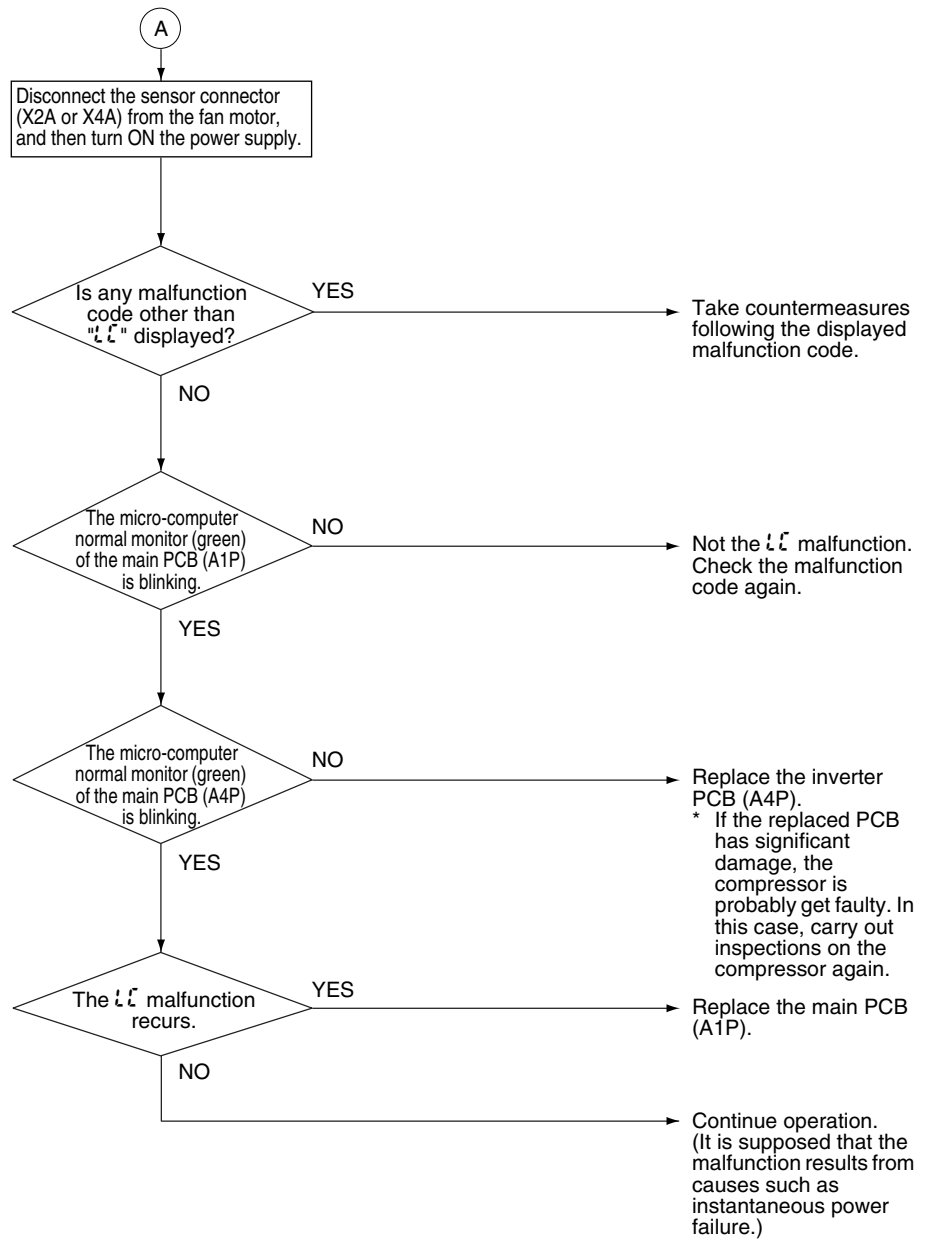 A
Disconnect the sensor connector
(X2A or X4A) from the fan motor,
and then turn ON the power supply.
Is any malfunction
code other than
"LC" displayed?
YES
Take countermeasures
following the displayed
malfunction code.
NO
The micro-computer
normal monitor (green)
of the main PCB (A1P)
is blinking.
NO
Not the LC malfunction.
Check the malfunction
code again.
YES
The micro-computer
normal monitor (green)
of the main PCB (A4P)
is blinking.
NO
Replace the inverter
PCB (A4P).
* If the replaced PCB
has significant
damage, the
compressor is
probably get faulty. In
this case, carry out
inspections on the
compressor again.
YES
The LC malfunction
recurs.
YES
Replace the main PCB
(A1P).
NO
Continue operation.
(It is supposed that the
malfunction results from
causes such as
instantaneous power
failure.)